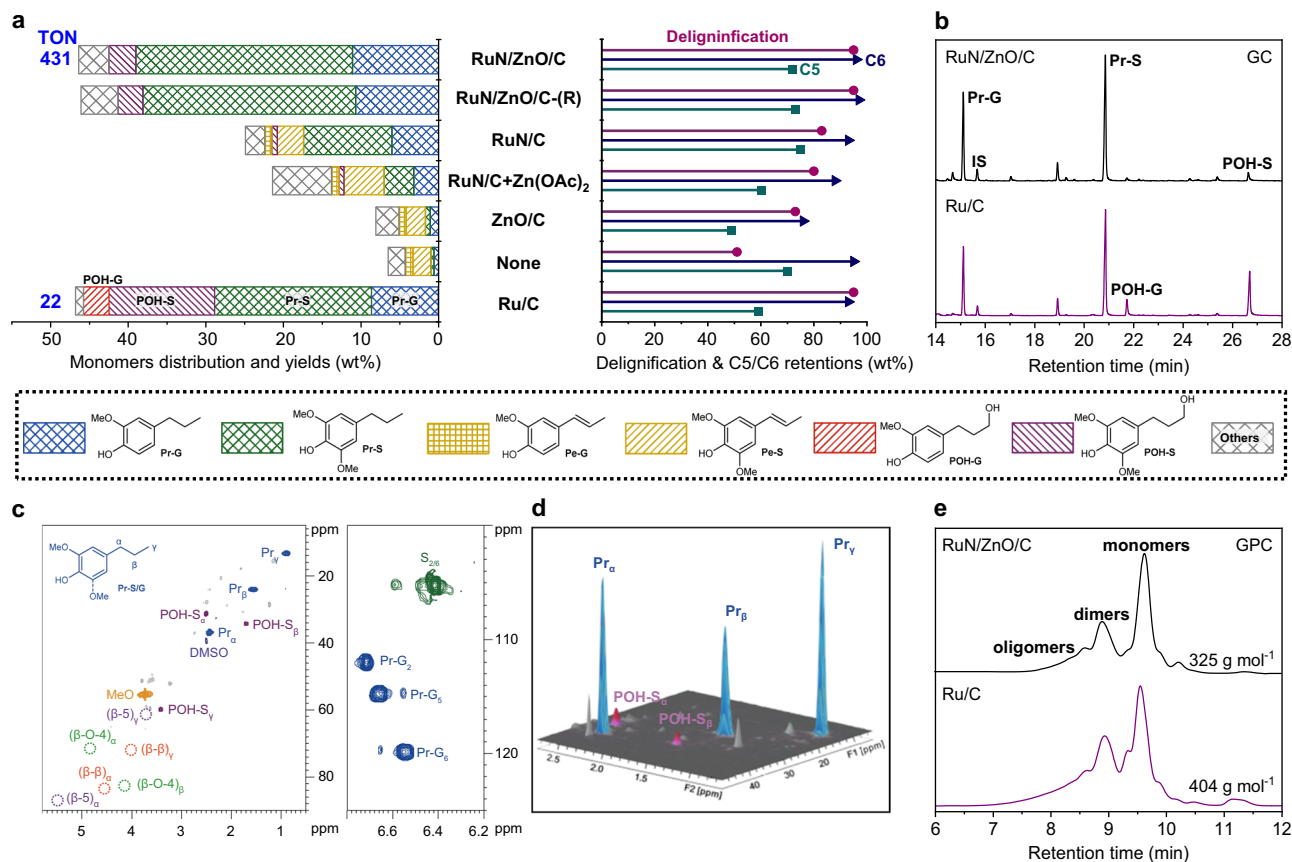 a
TON
431
22
RuN/ZnO/C
RuN/ZnO/C-(R)
RuN/C
RuN/C+Zn(OAc)₂
ZnO/C
None
Ru/C
POH-G
POH-S
Pr-S
Pr-G
50 40 30 20 10 0
Monomers distribution and yields (wt%)
Deligninfication
C6
C5
0 20 40 60 80 100
Delignification & C5/C6 retentions (wt%)
b
RuN/ZnO/C
GC
Pr-S
Pr-G
IS
POH-S
Ru/C
POH-G
14 16 18 20 22 24 26 28
Retention time (min)
MeO
HO
Pr-G
MeO
HO
OMe
Pr-S
MeO
HO
Pe-G
MeO
HO
OMe
Pe-S
OH
MeO
HO
POH-G
OH
MeO
HO
OMe
POH-S
Others
c
ppm
α
γ
β
MeO
HO
OMe
Pr-S/G
Prγ
Prβ
POH-Sα
POH-Sβ
Prα
DMSO
MeO
POH-Sγ
(β-5)γ
(β-O-4)α
(β-β)γ
(β-β)α
(β-O-4)β
(β-5)α
20
40
60
80
5 4 3 2 1 ppm
ppm
S2/6
Pr-G₂
Pr-G₅
Pr-G₆
110
120
6.6 6.4 6.2 ppm
d
Prα
Prβ
Prγ
POH-Sα
POH-Sβ
2.5 2.0 1.5 F2 [ppm]
40 30 20 F1 [ppm]
e
RuN/ZnO/C
GPC
monomers
dimers
oligomers
325 g mol⁻¹
Ru/C
404 g mol⁻¹
6 7 8 9 10 11 12
Retention time (min)